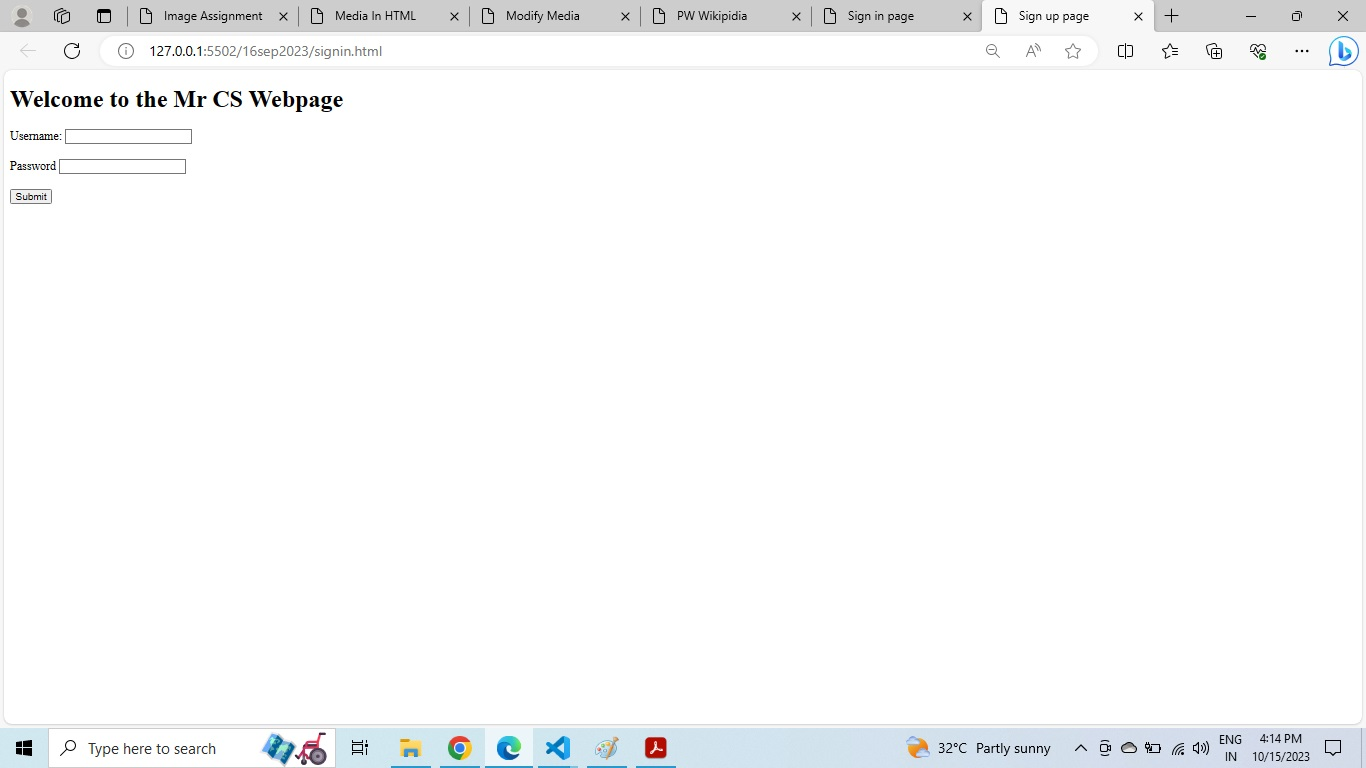 Image Assignment
Media In HTML
Modify Media
PW Wikipidia
Sign in page
Sign up page
127.0.0.1:5502/16sep2023/signin.html
Welcome to the Mr CS Webpage
Username:
Password
Submit
Type here to search
32°C Partly sunny
ENG
IN
4:14 PM
10/15/2023